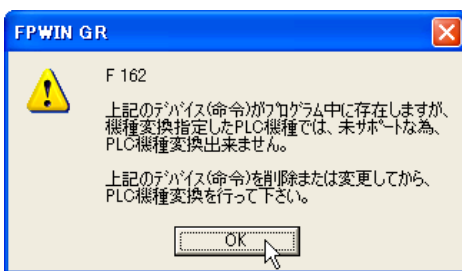 FPWIN GR
F 162
上記のﾃﾞﾊﾞｲｽ(命令)がﾌﾟﾛｸﾞﾗﾑ中に存在しますが、
機種変換指定したPLC機種では、未ｻﾎﾟｰﾄな為、
PLC機種変換出来ません。
上記のﾃﾞﾊﾞｲｽ(命令)を削除または変更してから、
PLC機種変換を行って下さい。
OK